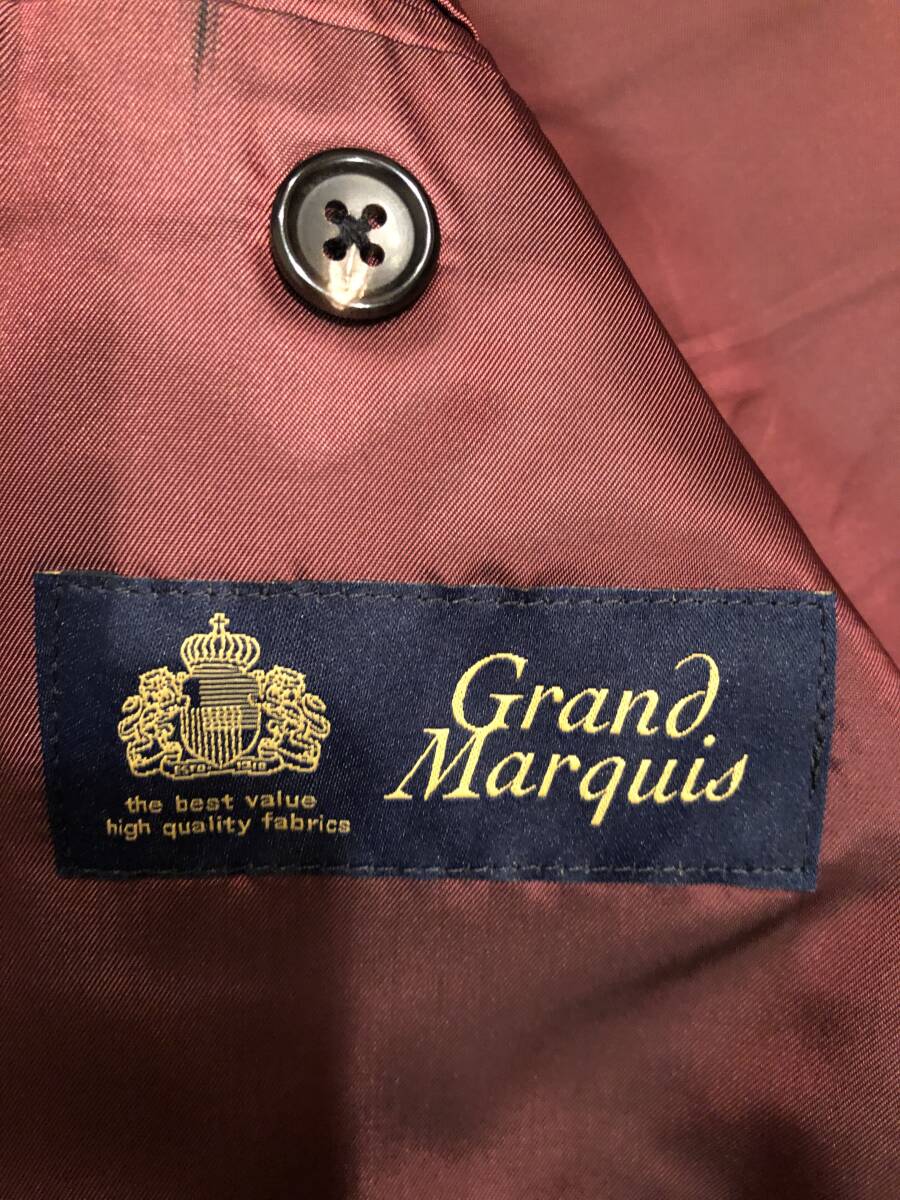 the best value
high quality fabrics
Grand
Marquis